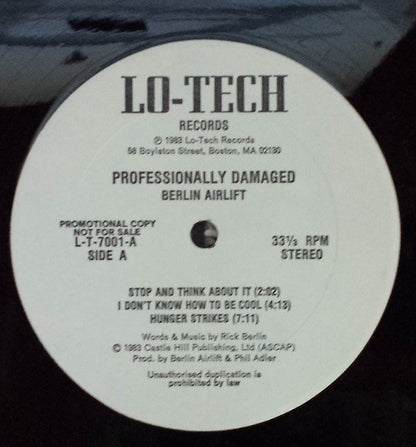 LO-TECH
RECORDS
℗ 1983 Lo-Tech Records
58 Boylston Street, Boston, MA 02130
PROFESSIONALLY DAMAGED
BERLIN AIRLIFT
PROMOTIONAL COPY
NOT FOR SALE
L-T-7001-A
SIDE A
33⅓ RPM
STEREO
STOP AND THINK ABOUT IT (2:02)
I DON'T KNOW HOW TO BE COOL (4:13)
HUNGER STRIKES (7:11)
Words & Music by Rick Berlin
© 1983 Castle Hill Publishing, Ltd (ASCAP)
Prod. by Berlin Airlift & Phil Adler
Unauthorised duplication is
prohibited by law